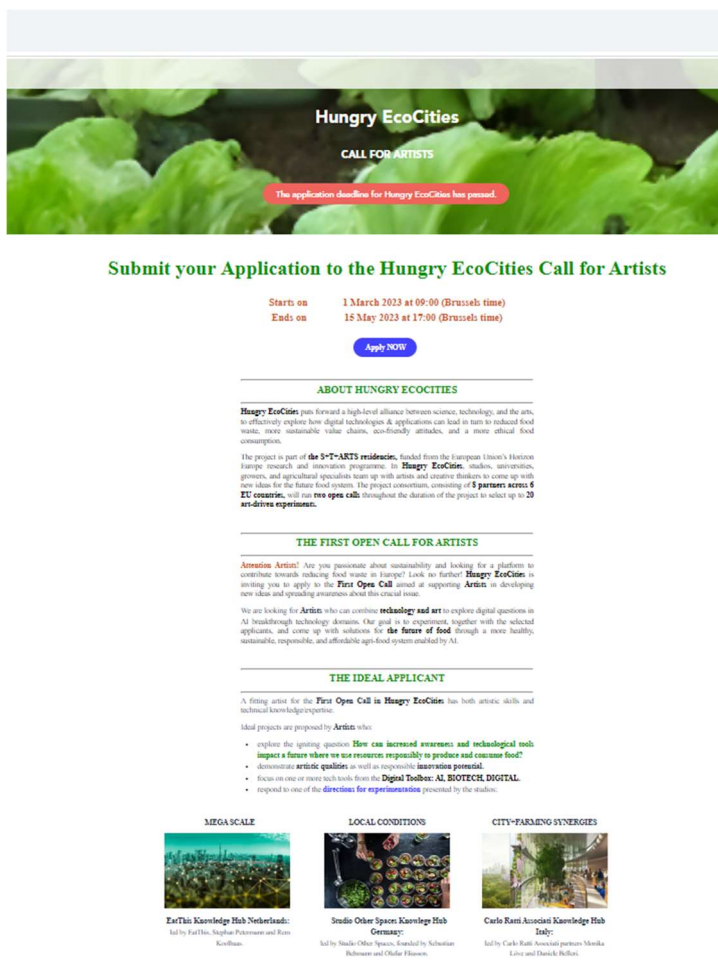 Hungry EcoCities
CALL FOR ARTISTS
The application deadline for Hungry EcoCities has passed.
Submit your Application to the Hungry EcoCities Call for Artists
Starts on 1 March 2023 at 09:00 (Brussels time)
Ends on 15 May 2023 at 17:00 (Brussels time)
Apply NOW
ABOUT HUNGRY ECOCITIES
Hungry EcoCities puts forward a high-level alliance between science, technology, and the arts,
to effectively explore how digital technologies & applications can lead in turn to reduced food
waste, more sustainable value chains, eco-friendly attitudes, and a more ethical food
consumption.
The project is part of the S+T+ARTS residencies, funded from the European Union's Horizon
Europe research and innovation programme. In Hungry EcoCities, studios, universities,
growers, and agricultural specialists team up with artists and creative thinkers to come up with
new ideas for the future food system. The project consortium, consisting of 8 partners across 6
EU countries, will run two open calls throughout the duration of the project to select up to 20
art-driven experiments.
THE FIRST OPEN CALL FOR ARTISTS
Attention Artists! Are you passionate about sustainability and looking for a platform to
contribute towards reducing food waste in Europe? Look no further! Hungry EcoCities is
inviting you to apply to the First Open Call aimed at supporting Artists in developing
new ideas and spreading awareness about this crucial issue.
We are looking for Artists who can combine technology and art to explore digital questions in
AI breakthrough technology domains. Our goal is to experiment, together with the selected
applicants, and come up with solutions for the future of food through a more healthy,
sustainable, responsible, and affordable agri-food system enabled by AI.
THE IDEAL APPLICANT
A fitting artist for the First Open Call in Hungry EcoCities has both artistic skills and
technical knowledge/expertise.
Ideal projects are proposed by Artists who:
• explore the igniting question How can increased awareness and technological tools
impact a future where we use resources responsibly to produce and consume food?
• demonstrate artistic qualities as well as responsible innovation potential.
• focus on one or more tech tools from the Digital Toolbox: AI, BIOTECH, DIGITAL.
• respond to one of the directions for experimentation presented by the studios:
MEGA SCALE LOCAL CONDITIONS CITY+FARMING SYNERGIES
EatThis Knowledge Hub Netherlands:
led by EatThis, Stephan Petermann and Rem
Koolhaas.
Studio Other Spaces Knowlege Hub
Germany:
led by Studio Other Spaces, founded by Sebastian
Behmann and Olafur Eliasson.
Carlo Ratti Associati Knowledge Hub
Italy:
led by Carlo Ratti Associati partners Monika
Löve and Daniele Belleri.